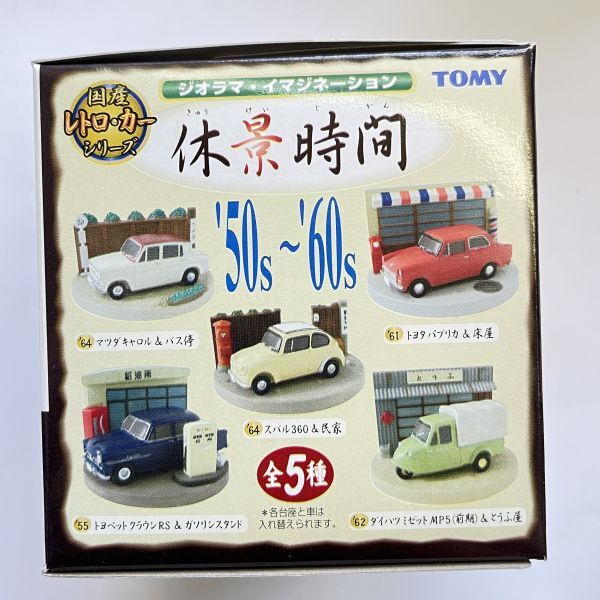 ジオラマ・イマジネーション
TOMY
国産
レトロ・カー
シリーズ
きゅう けい じ かん
休景時間
'50s~'60s
'64 マツダキャロル & バス停
'61 トヨタパブリカ & 床屋
'64 スバル360 & 民家
給油所
とうふ
全5種
*各台座と車は
入れ替えられます。
'55 トヨペットクラウンRS & ガソリンスタンド
'62 ダイハツミゼットMP5(前期) & とうふ屋